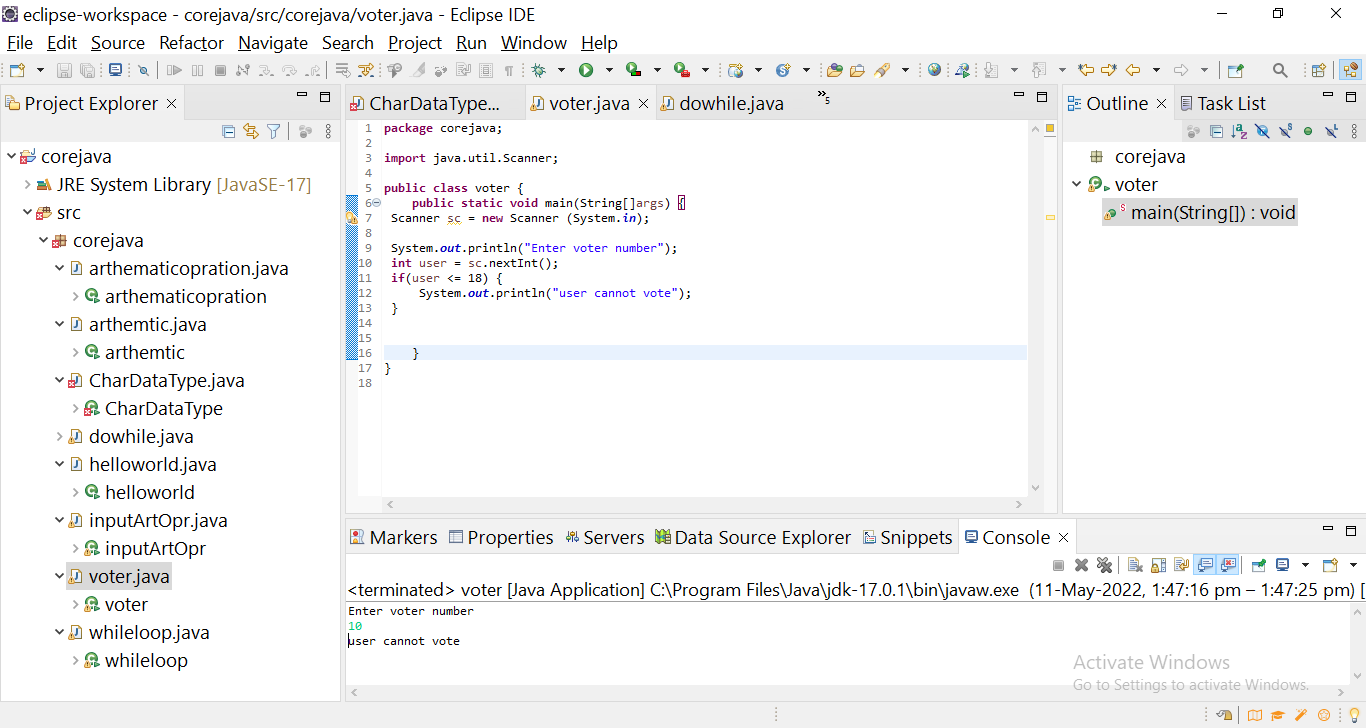 eclipse-workspace - corejava/src/corejava/voter.java - Eclipse IDE
File Edit Source Refactor Navigate Search Project Run Window Help
Project Explorer
corejava
JRE System Library [JavaSE-17]
src
corejava
arthematicopration.java
arthematicopration
arthemtic.java
arthemtic
CharDataType.java
CharDataType
dowhile.java
helloworld.java
helloworld
inputArtOpr.java
inputArtOpr
voter.java
voter
whileloop.java
whileloop
CharDataType... voter.java dowhile.java »5
1 package corejava;
2
3 import java.util.Scanner;
4
5 public class voter {
6 public static void main(String[]args) {
7 Scanner sc = new Scanner (System.in);
8
9 System.out.println("Enter voter number");
10 int user = sc.nextInt();
11 if(user <= 18) {
12 System.out.println("user cannot vote");
13 }
14
15
16 }
17 }
18
Outline Task List
corejava
voter
main(String[]) : void
Markers Properties Servers Data Source Explorer Snippets Console
<terminated> voter [Java Application] C:\Program Files\Java\jdk-17.0.1\bin\javaw.exe (11-May-2022, 1:47:16 pm – 1:47:25 pm) [
Enter voter number
10
user cannot vote
Activate Windows
Go to Settings to activate Windows.